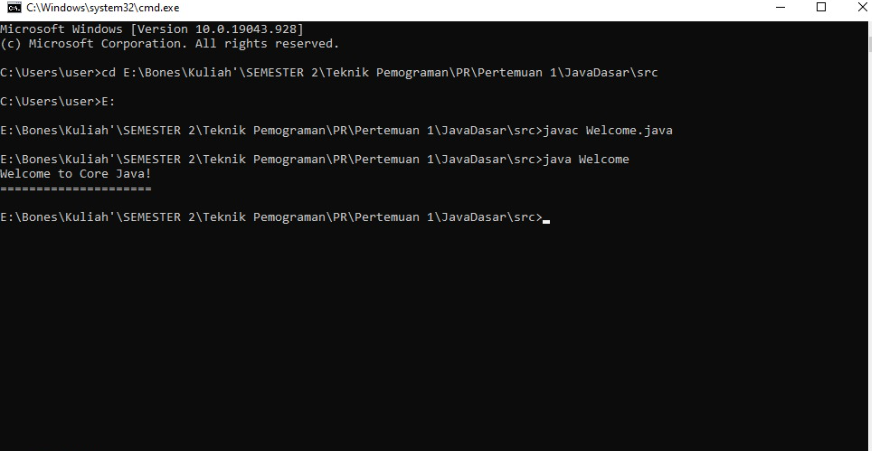 C:\Windows\system32\cmd.exe
Microsoft Windows [Version 10.0.19043.928]
(c) Microsoft Corporation. All rights reserved.
C:\Users\user>cd E:\Bones\Kuliah'\SEMESTER 2\Teknik Pemograman\PR\Pertemuan 1\JavaDasar\src
C:\Users\user>E:
E:\Bones\Kuliah'\SEMESTER 2\Teknik Pemograman\PR\Pertemuan 1\JavaDasar\src>javac Welcome.java
E:\Bones\Kuliah'\SEMESTER 2\Teknik Pemograman\PR\Pertemuan 1\JavaDasar\src>java Welcome
Welcome to Core Java!
=====================
E:\Bones\Kuliah'\SEMESTER 2\Teknik Pemograman\PR\Pertemuan 1\JavaDasar\src>